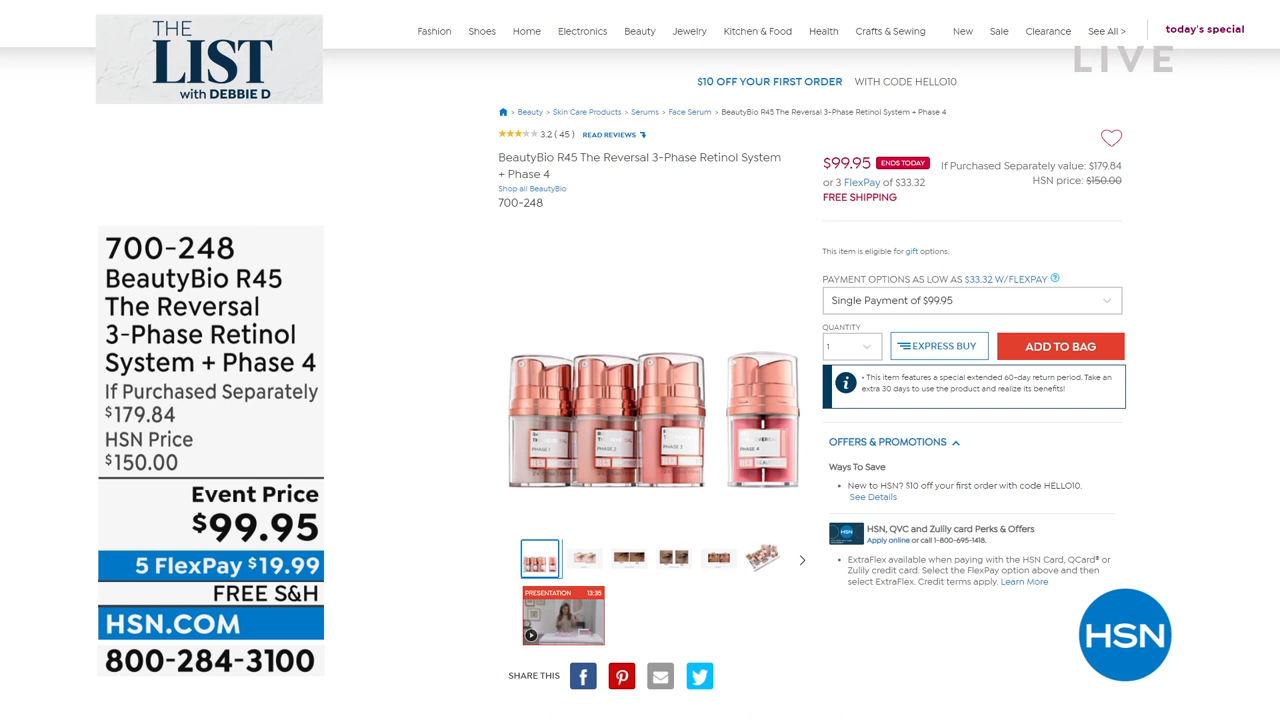 THE
LIST
with DEBBIE D
Fashion Shoes Home Electronics Beauty Jewelry Kitchen & Food Health Crafts & Sewing New Sale Clearance See All > today's special
LIVE
$10 OFF YOUR FIRST ORDER WITH CODE HELLO10
> Beauty > Skin Care Products > Serums > Face Serum > BeautyBio R45 The Reversal 3-Phase Retinol System + Phase 4
3.2 ( 45 ) READ REVIEWS
BeautyBio R45 The Reversal 3-Phase Retinol System
+ Phase 4
Shop all BeautyBio
700-248
$99.95 ENDS TODAY If Purchased Separately value: $179.84
or 3 FlexPay of $33.32 HSN price: $150.00
FREE SHIPPING
This item is eligible for gift options.
PAYMENT OPTIONS AS LOW AS $33.32 W/FLEXPAY ?
Single Payment of $99.95
QUANTITY
1 EXPRESS BUY ADD TO BAG
i • This item features a special extended 60-day return period. Take an
extra 30 days to use the product and realize its benefits!
OFFERS & PROMOTIONS
Ways To Save
• New to HSN? $10 off your first order with code HELLO10.
See Details
HSN HSN, QVC and Zulily card Perks & Offers
Apply online or call 1-800-695-1418.
• ExtraFlex available when paying with the HSN Card, QCard® or
Zulily credit card. Select the FlexPay option above and then
select ExtraFlex. Credit terms apply. Learn More
700-248
BeautyBio R45
The Reversal
3-Phase Retinol
System + Phase 4
If Purchased Separately
$179.84
HSN Price
$150.00
Event Price
$99.95
5 FlexPay $19.99
FREE S&H
HSN.COM
800-284-3100
PHASE 2
PHASE 3
PHASE 4
PRESENTATION 13:35
SHARE THIS
HSN